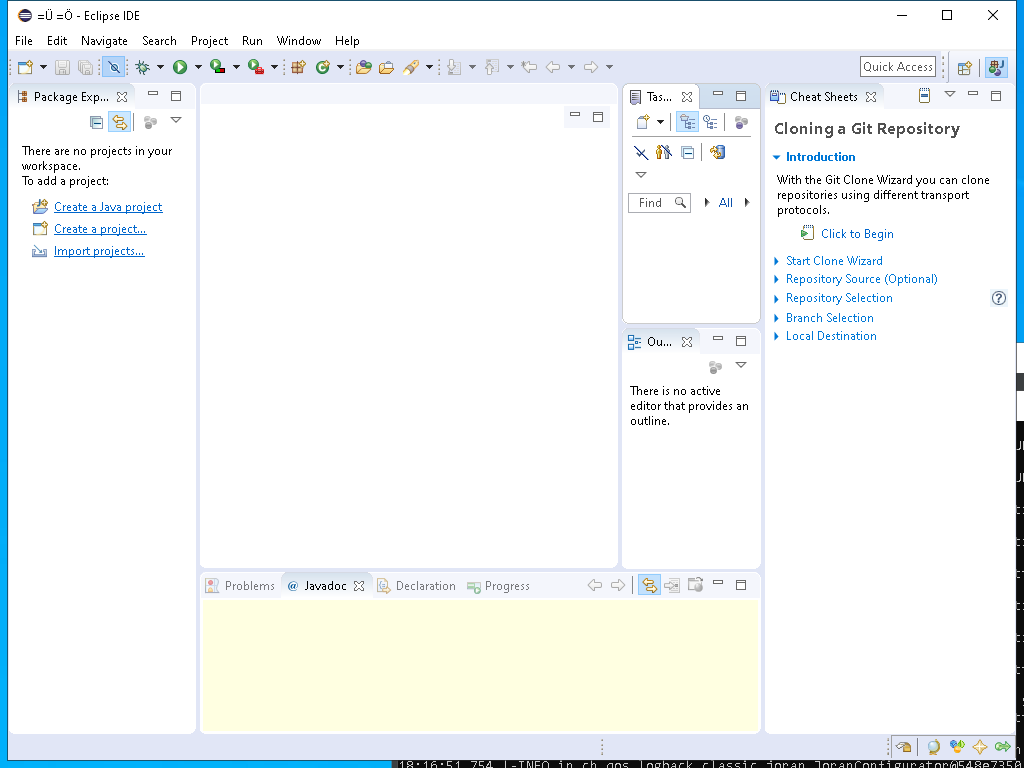 =Ü =Ö - Eclipse IDE
File Edit Navigate Search Project Run Window Help
Quick Access
Package Exp...
There are no projects in your
workspace.
To add a project:
Create a Java project
Create a project...
Import projects...
Tas...
Find
All
Ou...
There is no active
editor that provides an
outline.
Problems
@ Javadoc
Declaration
Progress
Cheat Sheets
Cloning a Git Repository
Introduction
With the Git Clone Wizard you can clone
repositories using different transport
protocols.
Click to Begin
Start Clone Wizard
Repository Source (Optional)
Repository Selection
Branch Selection
Local Destination
18:16:51,754 |-INFO in ch.qos.logback.classic.joran.JoranConfigurator@548e7350